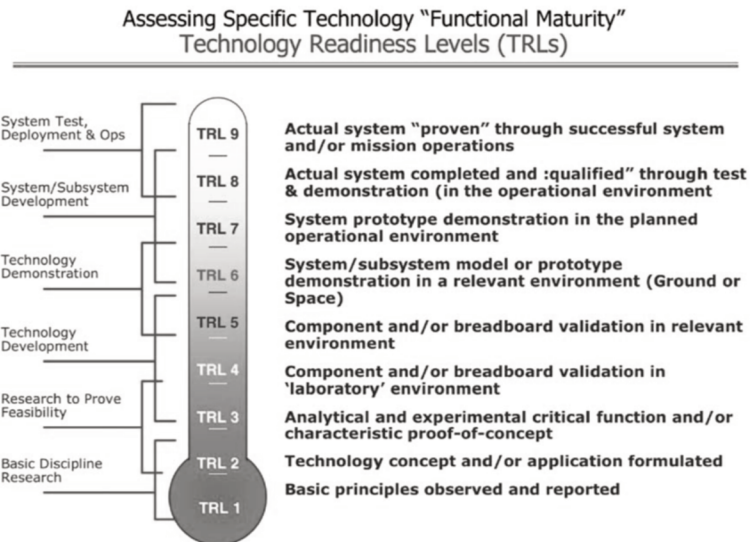 Assessing Specific Technology “Functional Maturity”
Technology Readiness Levels (TRLs)
System Test,
Deployment & Ops
System/Subsystem
Development
Technology
Demonstration
Technology
Development
Research to Prove
Feasibility
Basic Discipline
Research
TRL 9
TRL 8
TRL 7
TRL 6
TRL 5
TRL 4
TRL 3
TRL 2
TRL 1
Actual system “proven” through successful system
and/or mission operations
Actual system completed and :qualified” through test
& demonstration (in the operational environment
System prototype demonstration in the planned
operational environment
System/subsystem model or prototype
demonstration in a relevant environment (Ground or
Space)
Component and/or breadboard validation in relevant
environment
Component and/or breadboard validation in
‘laboratory’ environment
Analytical and experimental critical function and/or
characteristic proof-of-concept
Technology concept and/or application formulated
Basic principles observed and reported